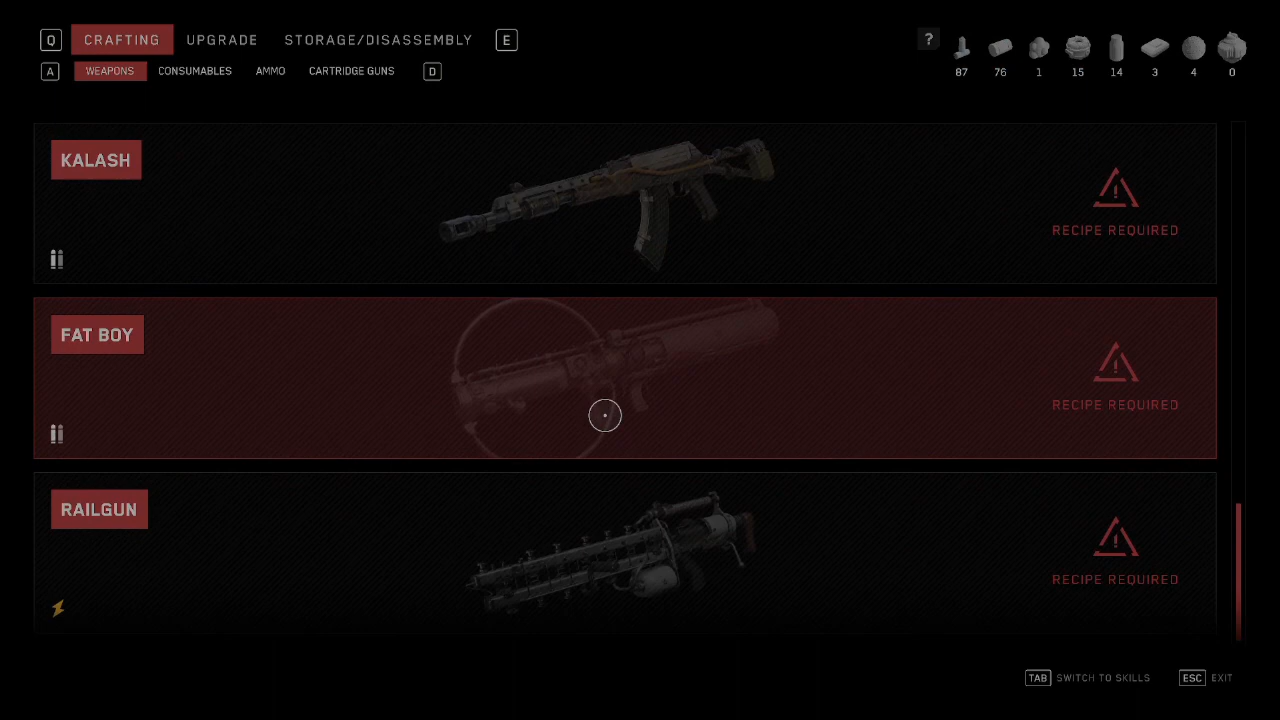 Q CRAFTING UPGRADE STORAGE/DISASSEMBLY E ?
A WEAPONS CONSUMABLES AMMO CARTRIDGE GUNS D
87 76 1 15 14 3 4 0
KALASH
RECIPE REQUIRED
FAT BOY
RECIPE REQUIRED
RAILGUN
RECIPE REQUIRED
TAB SWITCH TO SKILLS ESC EXIT